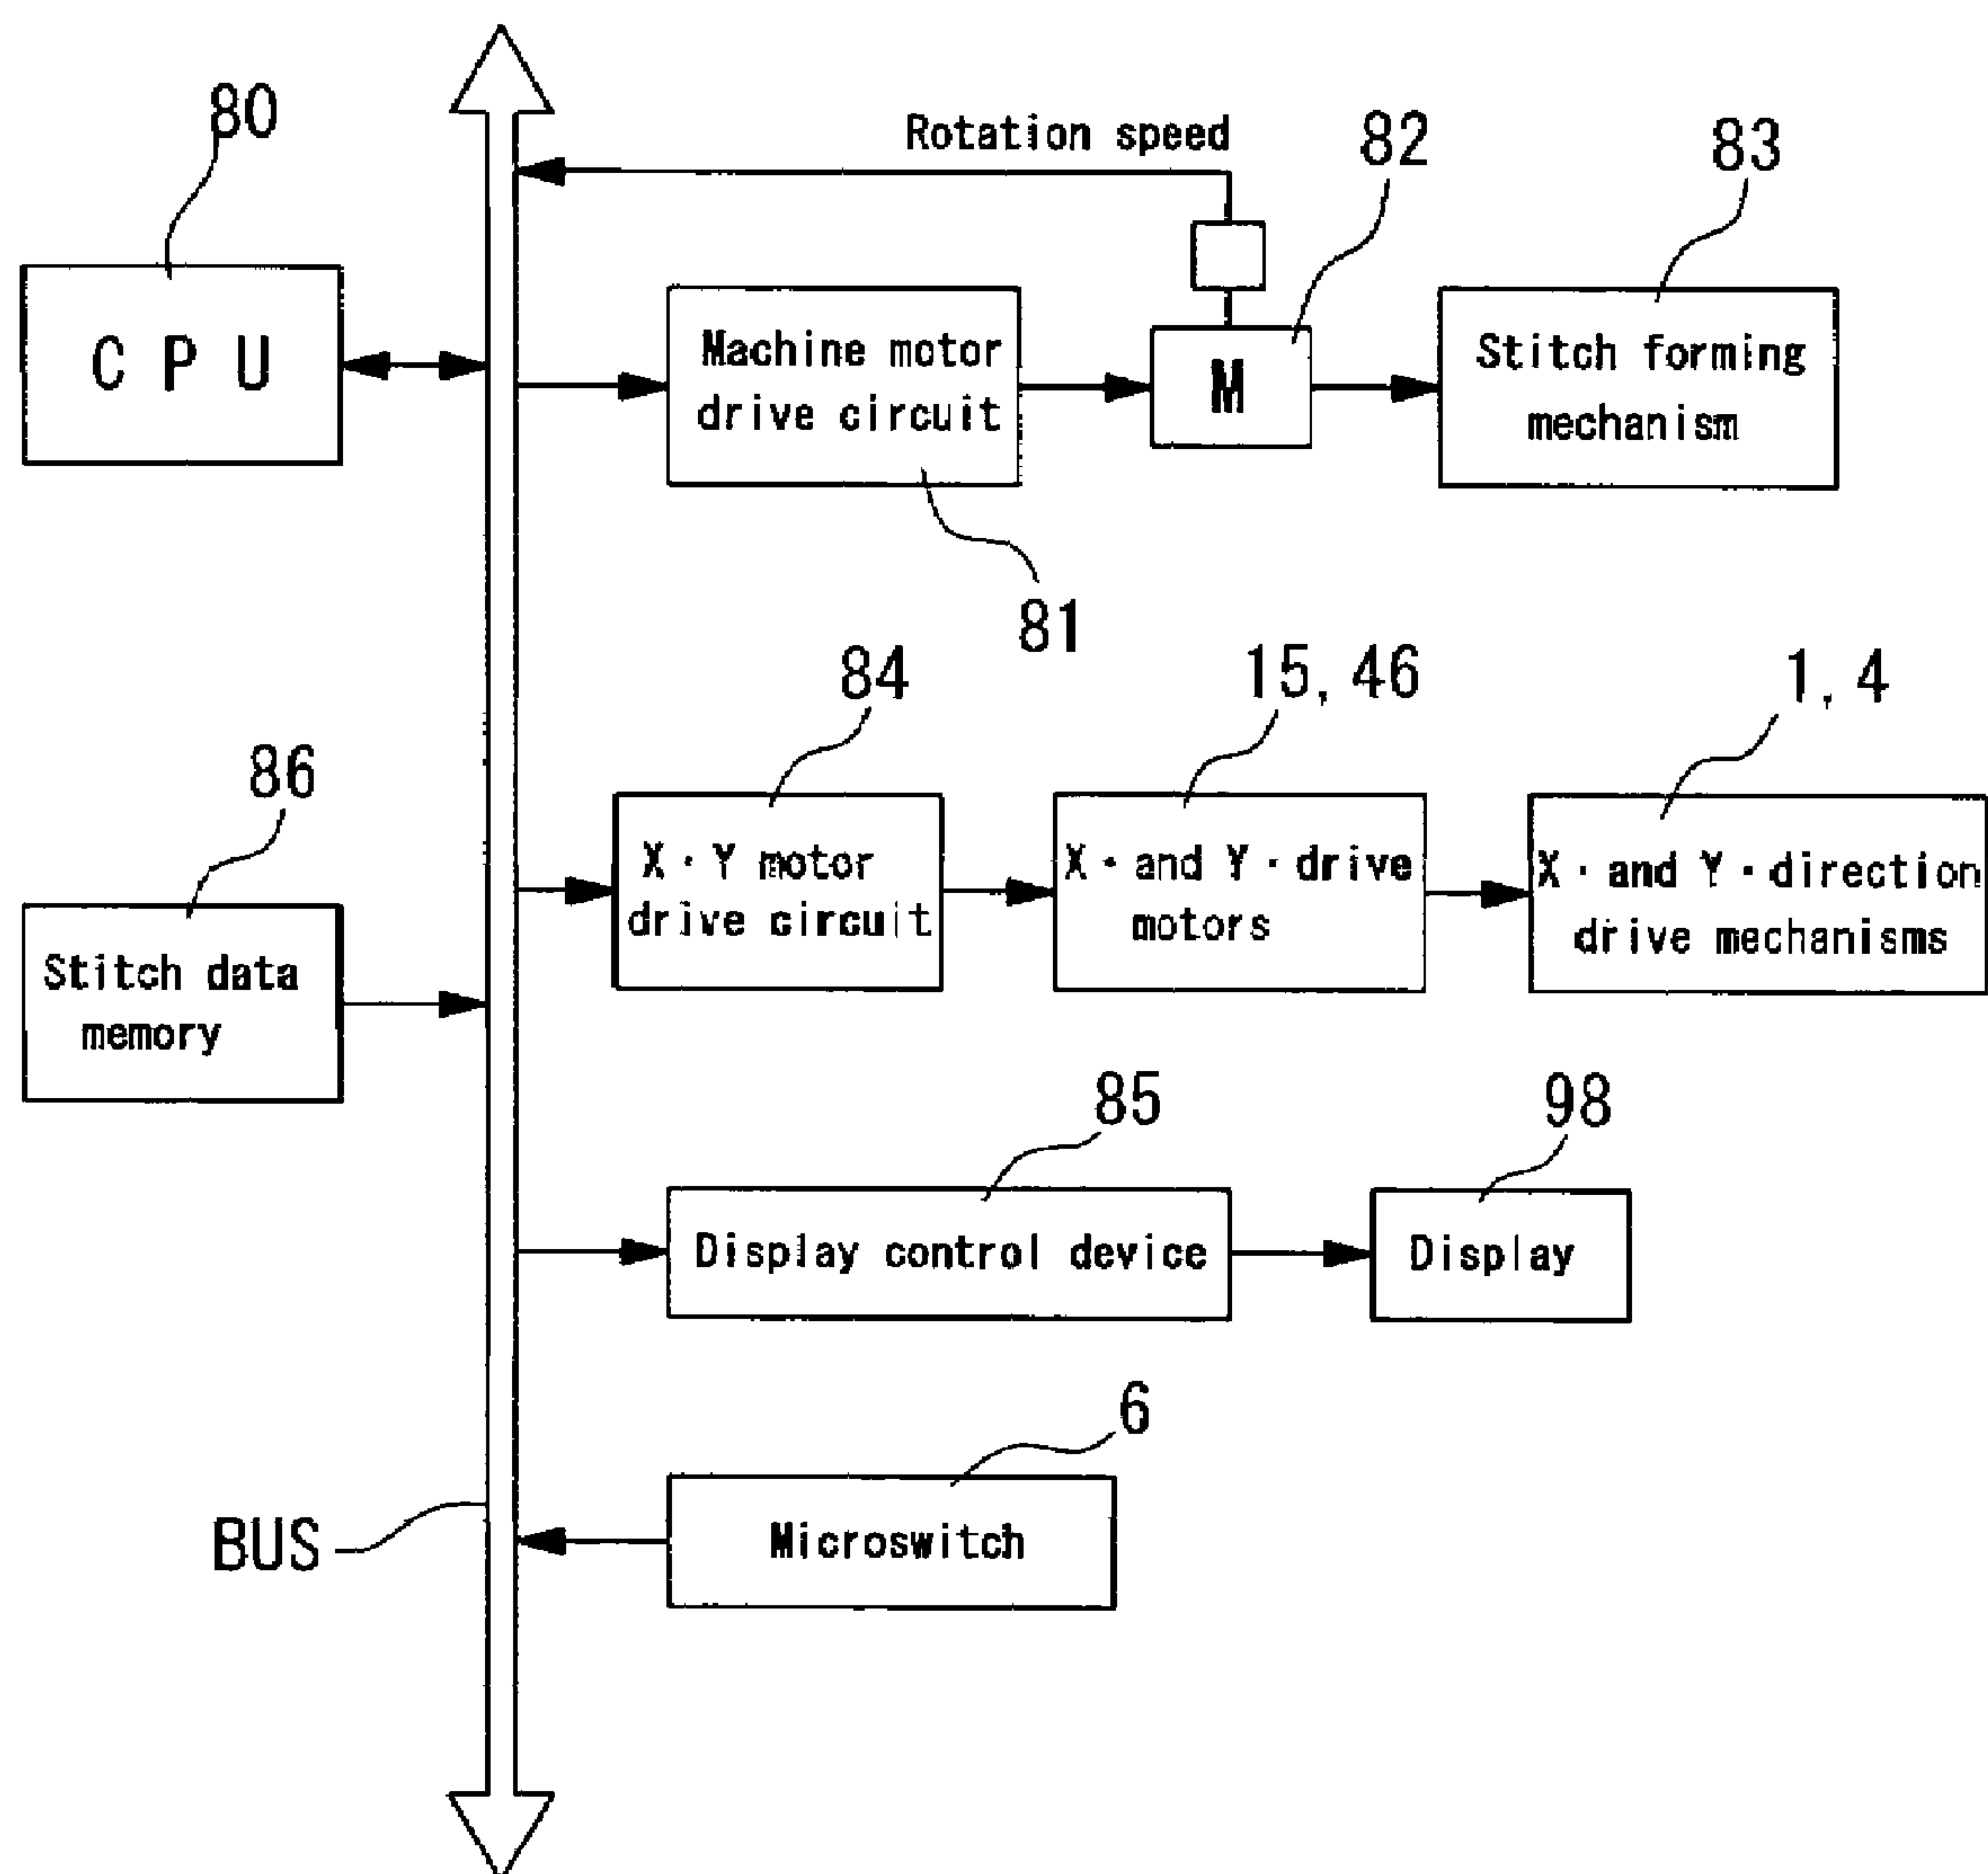 80
Rotation speed
82
83
C P U
Machine motor
drive circuit
M
Stitch forming
mechanism
81
84
15, 46
1, 4
86
X・Y motor
drive circuit
X・and Y・drive
motors
X・and Y・direction
drive mechanisms
Stitch data
memory
85
98
Display control device
Display
6
BUS
Microswitch